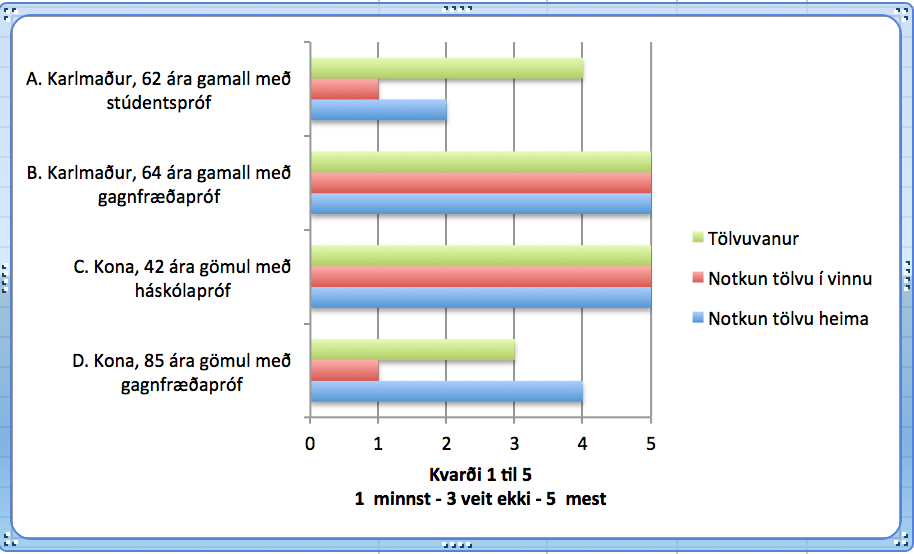 A. Karlmaður, 62 ára gamall með
stúdentspróf
B. Karlmaður, 64 ára gamall með
gagnfræðapróf
C. Kona, 42 ára gömul með
háskólapróf
D. Kona, 85 ára gömul með
gagnfræðapróf
0 1 2 3 4 5
Kvarði 1 til 5
1 minnst - 3 veit ekki - 5 mest
Tölvuvanur
Notkun tölvu í vinnu
Notkun tölvu heima